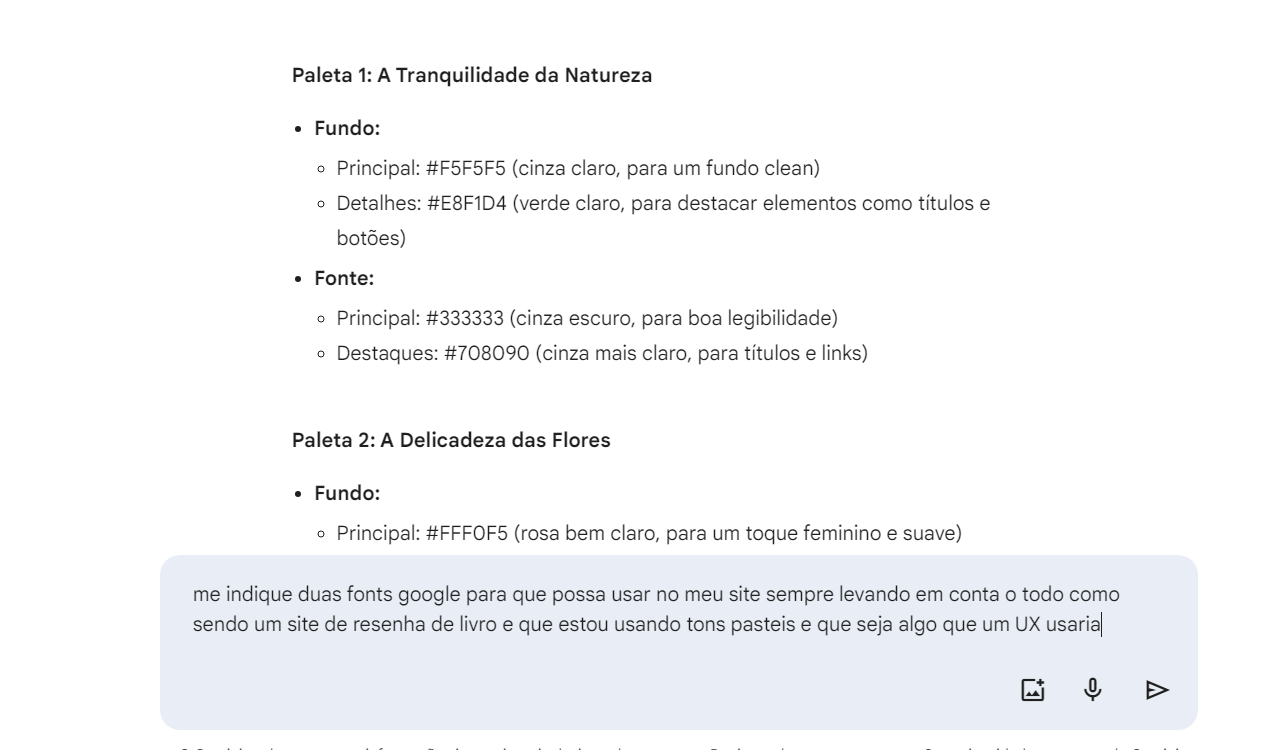 Paleta 1: A Tranquilidade da Natureza
• Fundo:
◦ Principal: #F5F5F5 (cinza claro, para um fundo clean)
◦ Detalhes: #E8F1D4 (verde claro, para destacar elementos como títulos e
botões)
• Fonte:
◦ Principal: #333333 (cinza escuro, para boa legibilidade)
◦ Destaques: #708090 (cinza mais claro, para títulos e links)
Paleta 2: A Delicadeza das Flores
• Fundo:
◦ Principal: #FFF0F5 (rosa bem claro, para um toque feminino e suave)
me indique duas fonts google para que possa usar no meu site sempre levando em conta o todo como
sendo um site de resenha de livro e que estou usando tons pasteis e que seja algo que um UX usaria